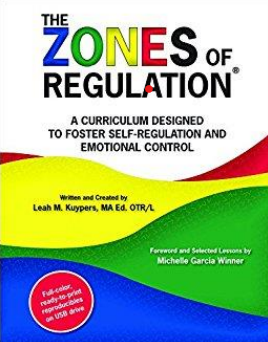 THE
ZONES OF
REGULATION®
A CURRICULUM DESIGNED
TO FOSTER SELF-REGULATION AND
EMOTIONAL CONTROL
Written and Created by
Leah M. Kuypers, MA Ed. OTR/L
Foreword and Selected Lessons by
Michelle Garcia Winner
Full-color,
ready-to-print
reproducibles
on USB drive